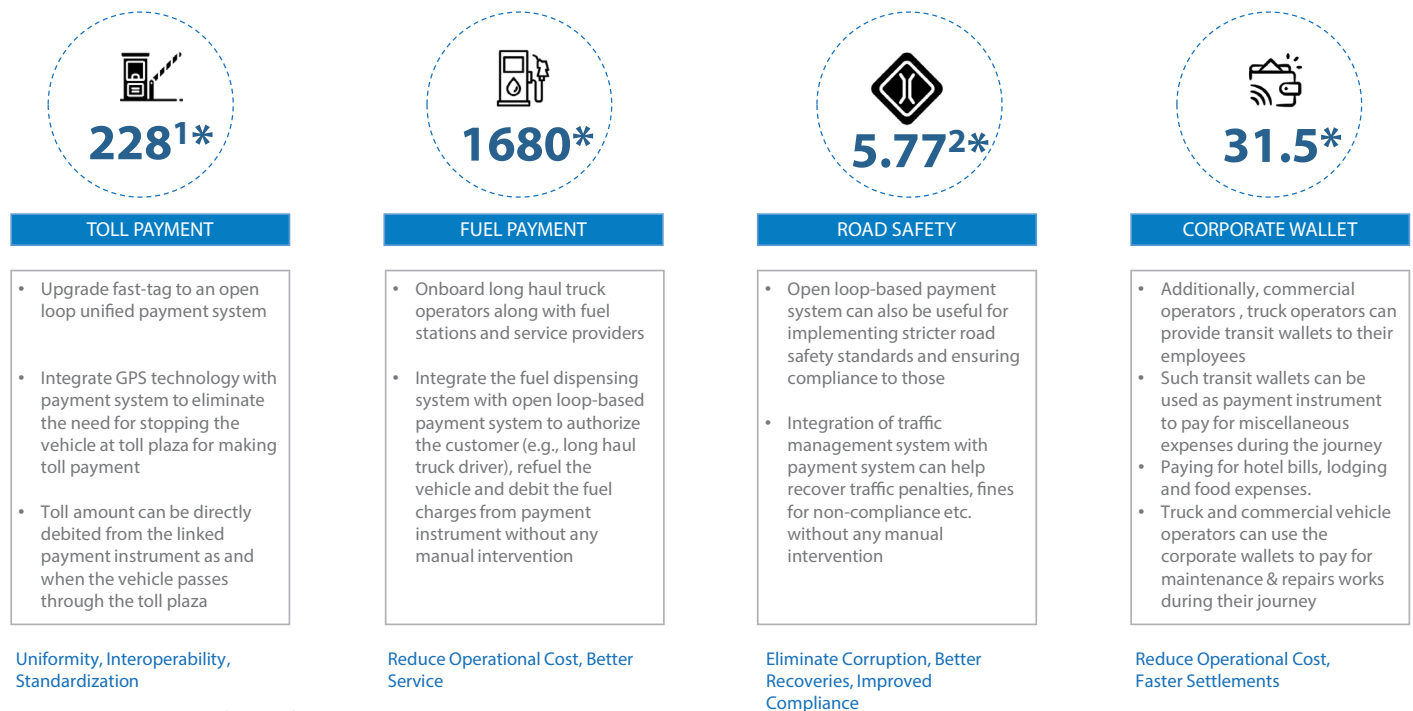 228¹*
TOLL PAYMENT
• Upgrade fast-tag to an open
loop unified payment system
• Integrate GPS technology with
payment system to eliminate
the need for stopping the
vehicle at toll plaza for making
toll payment
• Toll amount can be directly
debited from the linked
payment instrument as and
when the vehicle passes
through the toll plaza
Uniformity, Interoperability,
Standardization
1680*
FUEL PAYMENT
• Onboard long haul truck
operators along with fuel
stations and service providers
• Integrate the fuel dispensing
system with open loop-based
payment system to authorize
the customer (e.g., long haul
truck driver), refuel the
vehicle and debit the fuel
charges from payment
instrument without any
manual intervention
Reduce Operational Cost, Better
Service
5.77²*
ROAD SAFETY
• Open loop-based payment
system can also be useful for
implementing stricter road
safety standards and ensuring
compliance to those
• Integration of traffic
management system with
payment system can help
recover traffic penalties, fines
for non-compliance etc.
without any manual
intervention
Eliminate Corruption, Better
Recoveries, Improved
Compliance
31.5*
CORPORATE WALLET
• Additionally, commercial
operators , truck operators can
provide transit wallets to their
employees
• Such transit wallets can be
used as payment instrument
to pay for miscellaneous
expenses during the journey
• Paying for hotel bills, lodging
and food expenses.
• Truck and commercial vehicle
operators can use the
corporate wallets to pay for
maintenance & repairs works
during their journey
Reduce Operational Cost,
Faster Settlements